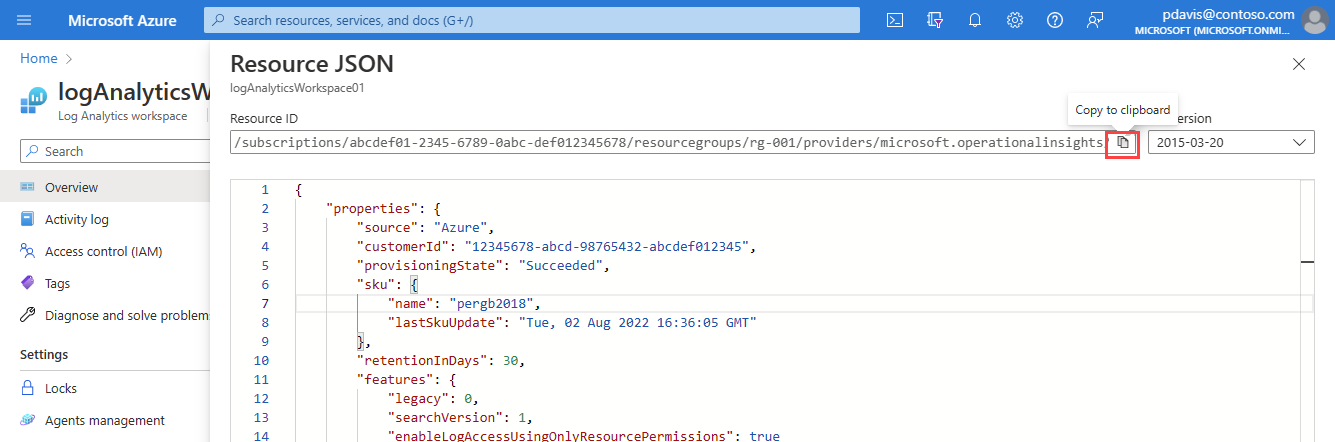 Microsoft Azure
Search resources, services, and docs (G+/)
pdavis@contoso.com
MICROSOFT (MICROSOFT.ONMI...
Home
logAnalyticsW
Log Analytics workspace
Search
Overview
Activity log
Access control (IAM)
Tags
Diagnose and solve problems
Settings
Locks
Agents management
Resource JSON
logAnalyticsWorkspace01
Copy to clipboard
Resource ID
ersion
/subscriptions/abcdef01-2345-6789-0abc-def012345678/resourcegroups/rg-001/providers/microsoft.operationalinsights/
2015-03-20
1 {
2 "properties": {
3 "source": "Azure",
4 "customerId": "12345678-abcd-98765432-abcdef012345",
5 "provisioningState": "Succeeded",
6 "sku": {
7 "name": "pergb2018",
8 "lastSkuUpdate": "Tue, 02 Aug 2022 16:36:05 GMT"
9 },
10 "retentionInDays": 30,
11 "features": {
12 "legacy": 0,
13 "searchVersion": 1,
14 "enableLogAccessUsingOnlyResourcePermissions": true